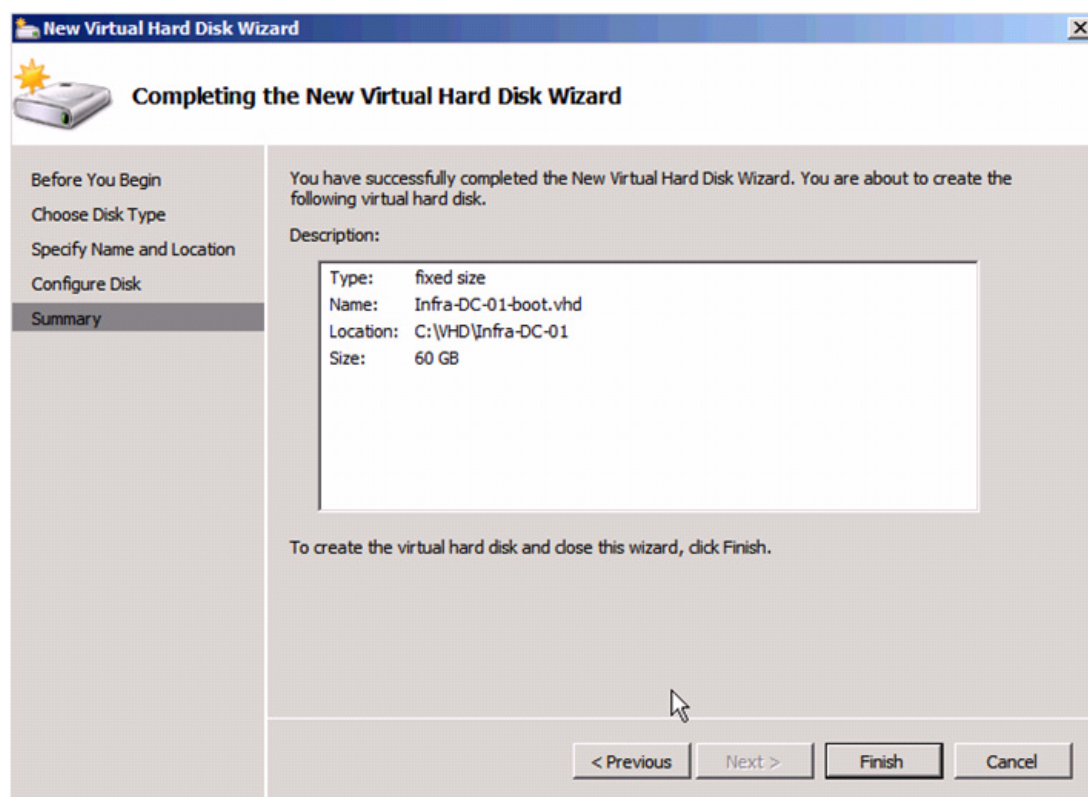 New Virtual Hard Disk Wizard
Completing the New Virtual Hard Disk Wizard
Before You Begin
Choose Disk Type
Specify Name and Location
Configure Disk
Summary
You have successfully completed the New Virtual Hard Disk Wizard. You are about to create the
following virtual hard disk.
Description:
Type: fixed size
Name: Infra-DC-01-boot.vhd
Location: C:\VHD\Infra-DC-01
Size: 60 GB
To create the virtual hard disk and close this wizard, click Finish.
< Previous Next > Finish Cancel